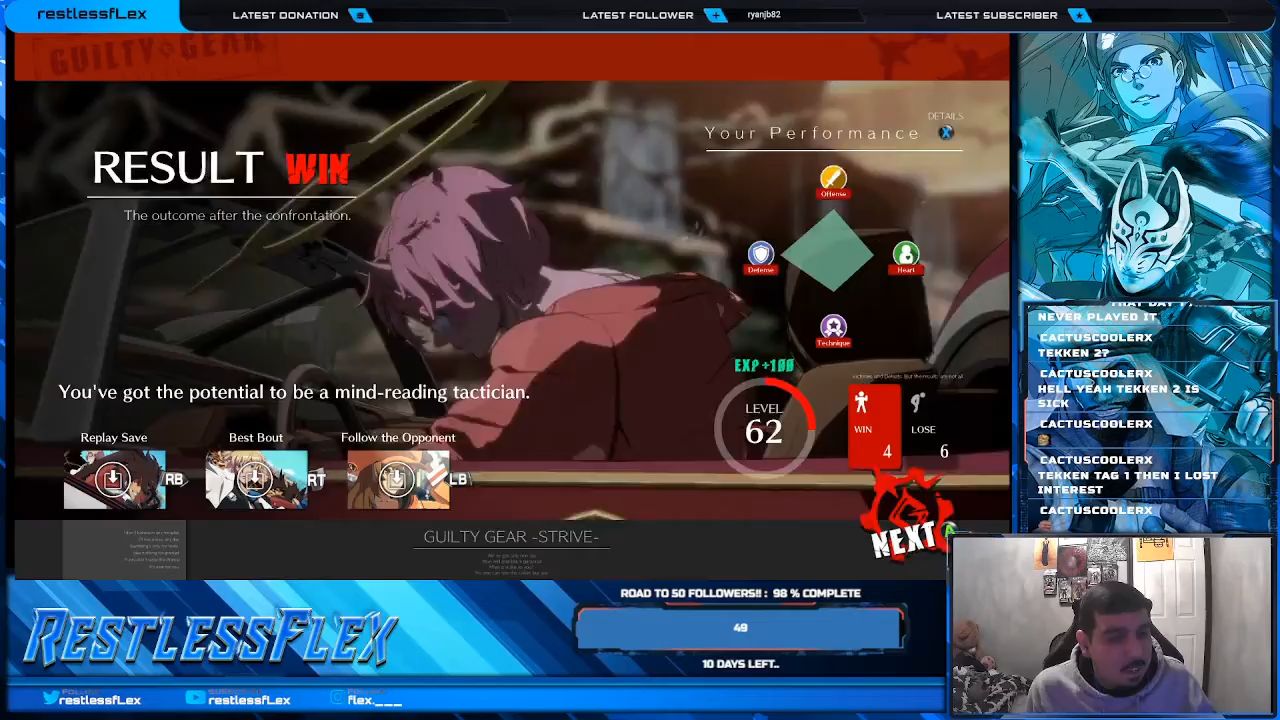 restlessfLex
LATEST DONATION
LATEST FOLLOWER
ryanjb82
LATEST SUBSCRIBER
GUILTY GEAR
RESULT WIN
The outcome after the confrontation.
DETAILS
Your Performance X
Offense
Defense
Heart
Technique
You've got the potential to be a mind-reading tactician.
EXP +100
LEVEL
62
WIN
4
LOSE
6
Replay Save
RB
Best Bout
RT
Follow the Opponent
LB
NEXT
A
GUILTY GEAR -STRIVE-
NEVER PLAYED IT
CACTUSCOOLERX
TEKKEN 2?
CACTUSCOOLERX
HELL YEAH TEKKEN 2 IS
SICK
CACTUSCOOLERX
CACTUSCOOLERX
TEKKEN TAG 1 THEN I LOST
INTEREST
CACTUSCOOLERX
RESTLESSFLEX
ROAD TO 50 FOLLOWERS!! : 98 % COMPLETE
49
10 DAYS LEFT..
restlessfLex
restlessfLex
flex.___